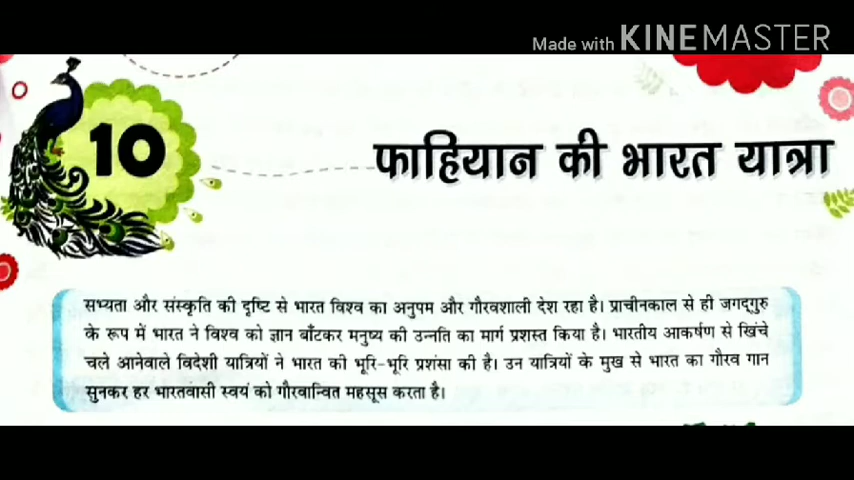 Made with KINEMASTER
10
फाहियान की भारत यात्रा
सभ्यता और संस्कृति की दृष्टि से भारत विश्व का अनुपम और गौरवशाली देश रहा है। प्राचीनकाल से ही जगद्गुरु
के रूप में भारत ने विश्व को ज्ञान बाँटकर मनुष्य की उन्नति का मार्ग प्रशस्त किया है। भारतीय आकर्षण से खिंचे
चले आनेवाले विदेशी यात्रियों ने भारत की भूरि-भूरि प्रशंसा की है। उन यात्रियों के मुख से भारत का गौरव गान
सुनकर हर भारतवासी स्वयं को गौरवान्वित महसूस करता है।